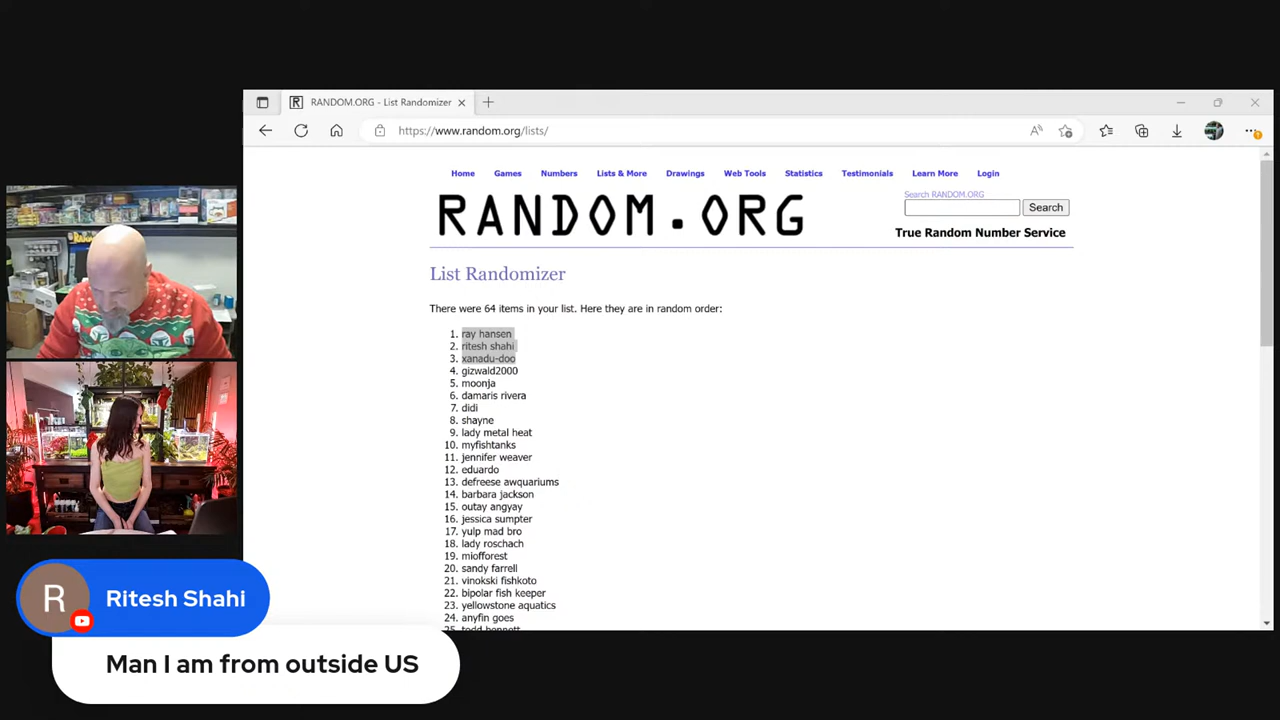 RANDOM.ORG - List Randomizer
https://www.random.org/lists/
Home Games Numbers Lists & More Drawings Web Tools Statistics Testimonials Learn More Login
RANDOM.ORG
Search RANDOM.ORG
Search
True Random Number Service
List Randomizer
There were 64 items in your list. Here they are in random order:
1. ray hansen
2. ritesh shahi
3. xanadu-doo
4. gizwald2000
5. moonja
6. damaris rivera
7. didi
8. shayne
9. lady metal heat
10. myfishtanks
11. jennifer weaver
12. eduardo
13. defreese awquariums
14. barbara jackson
15. outay angyay
16. jessica sumpter
17. yulp mad bro
18. lady roschach
19. miofforest
20. sandy farrell
21. vinokski fishkoto
22. bipolar fish keeper
23. yellowstone aquatics
24. anyfin goes
25. todd bennett
R
Ritesh Shahi
Man I am from outside US